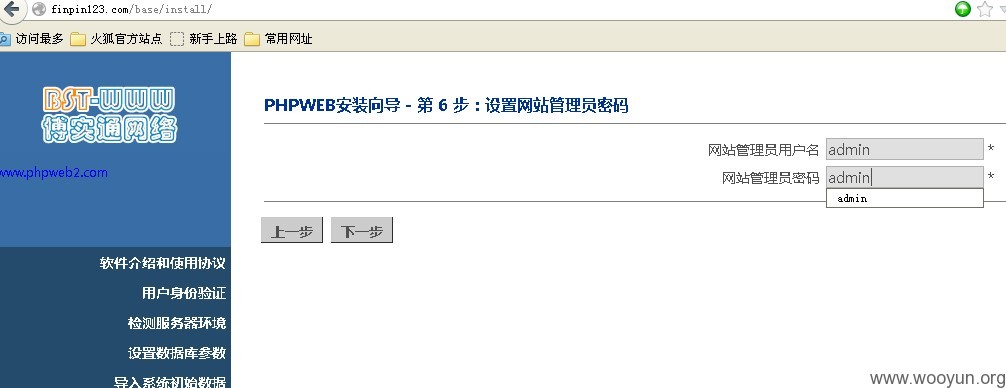 finpin123.com/base/install/
访问最多 火狐官方站点 新手上路 常用网址
BST-WWW
博实通网络
www.phpweb2.com
PHPWEB安装向导 - 第 6 步：设置网站管理员密码
网站管理员用户名 admin *
网站管理员密码 admin *
admin
上一步 下一步
软件介绍和使用协议
用户身份验证
检测服务器环境
设置数据库参数
导入系统初始数据
www.wooyun.org